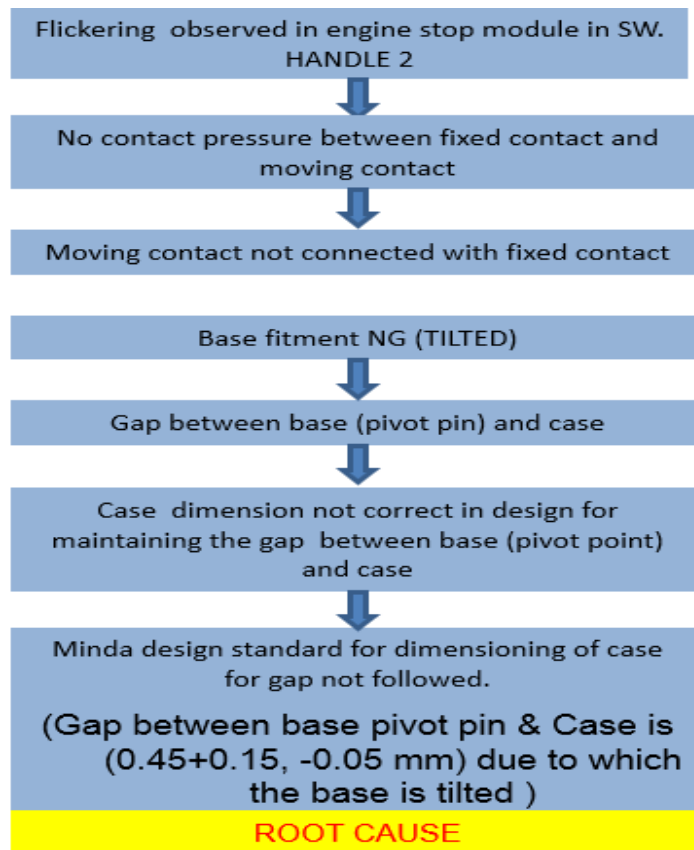 Flickering observed in engine stop module in SW.
HANDLE 2
No contact pressure between fixed contact and
moving contact
Moving contact not connected with fixed contact
Base fitment NG (TILTED)
Gap between base (pivot pin) and case
Case dimension not correct in design for
maintaining the gap between base (pivot point)
and case
Minda design standard for dimensioning of case
for gap not followed.
(Gap between base pivot pin & Case is
(0.45+0.15, -0.05 mm) due to which
the base is tilted )
ROOT CAUSE